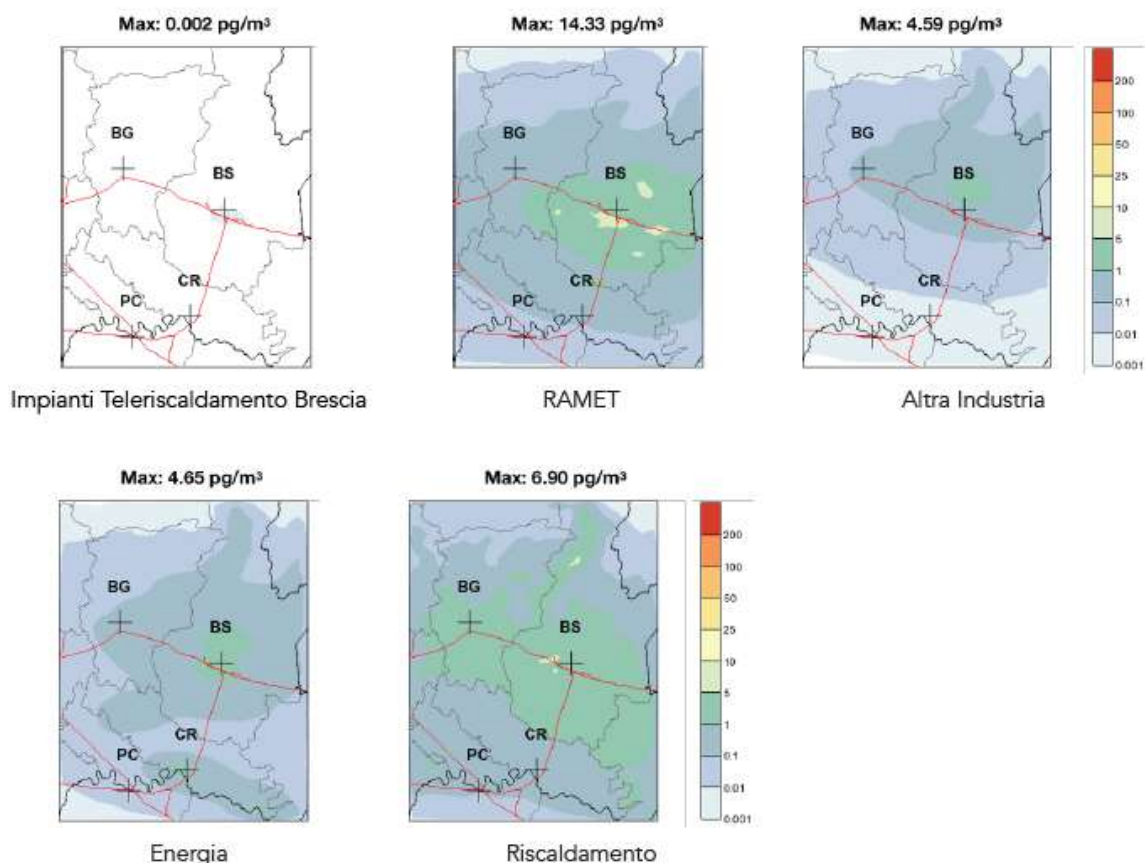 Max: 0.002 pg/m³
Max: 14.33 pg/m³
Max: 4.59 pg/m³
BG
BS
CR
PC
BG
BS
CR
PC
BG
BS
CR
PC
200
100
50
25
10
5
1
0.1
0.01
0.001
Impianti Teleriscaldamento Brescia
RAMET
Altra Industria
Max: 4.65 pg/m³
Max: 6.90 pg/m³
BG
BS
CR
PC
BG
BS
CR
PC
200
100
50
25
10
5
1
0.1
0.01
0.001
Energia
Riscaldamento